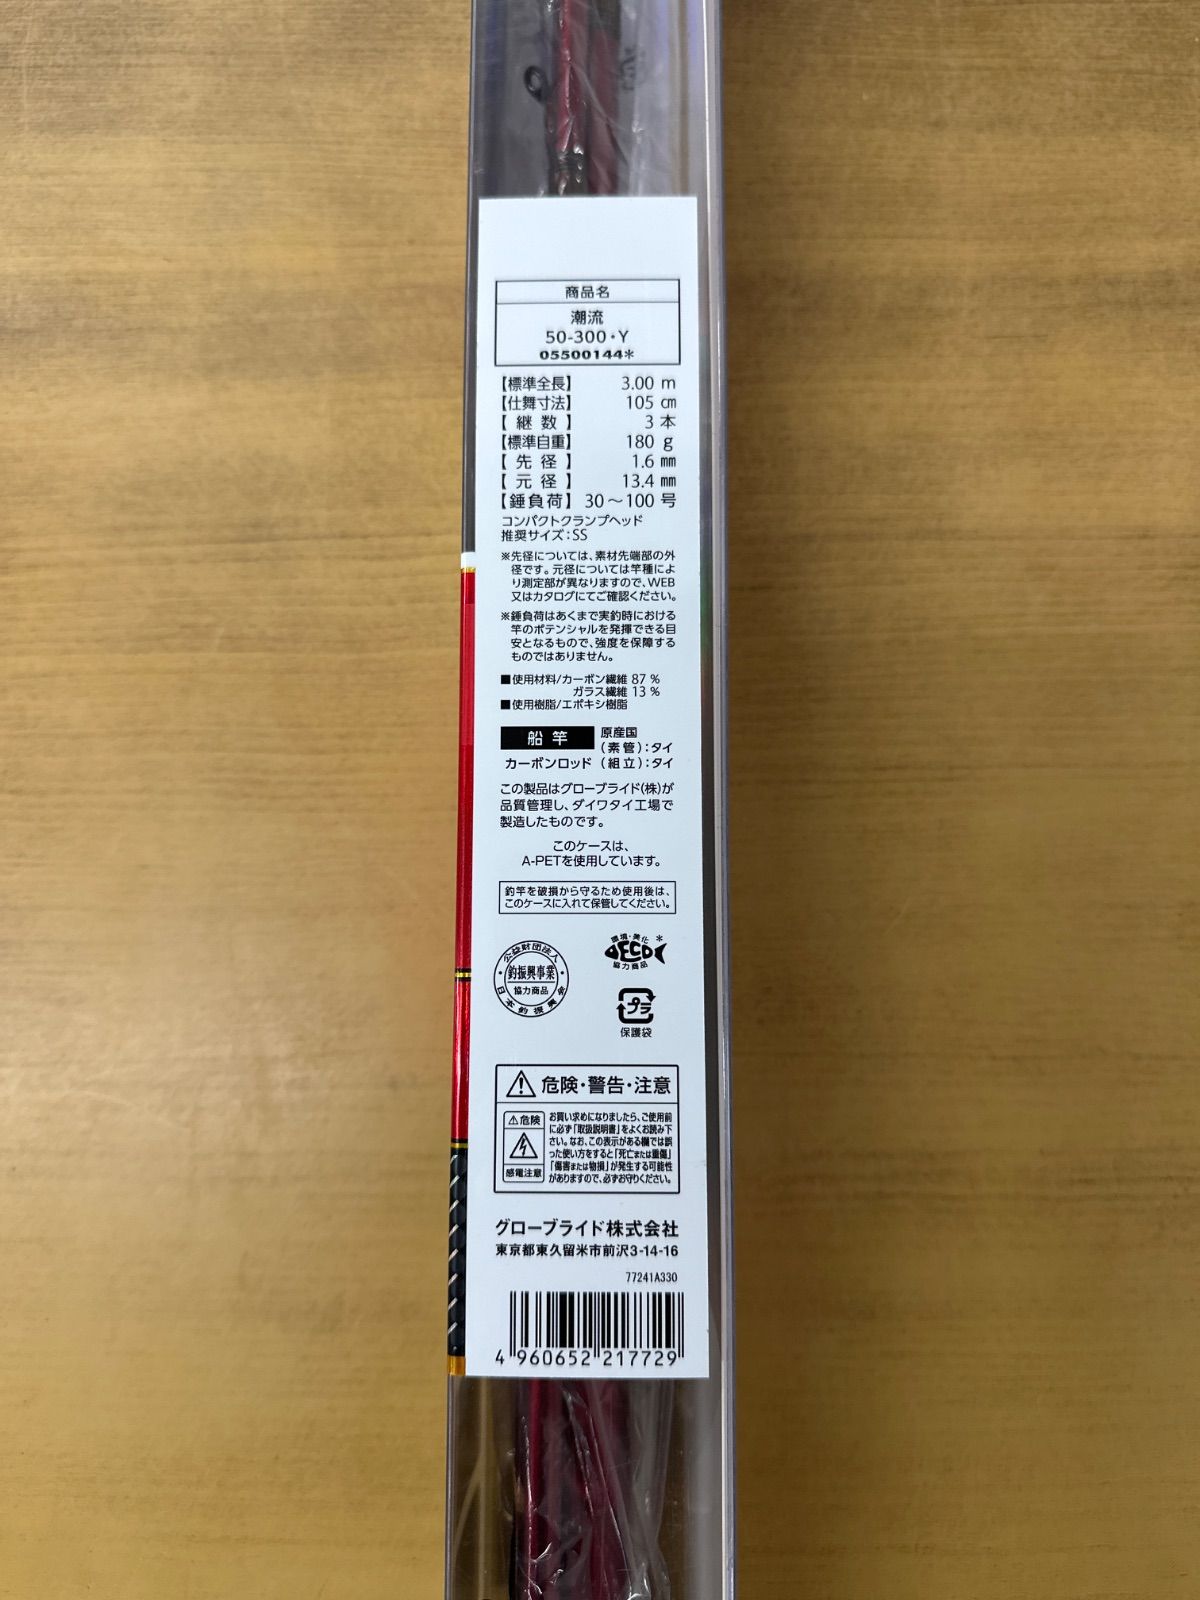 商品名
潮流
50-300・Y
05500144*
【標準全長】 3.00 m
【仕舞寸法】 105 cm
【 継 数 】 3 本
【標準自重】 180 g
【 先 径 】 1.6 mm
【 元 径 】 13.4 mm
【錘負荷】 30～100 号
コンパクトクランプヘッド
推奨サイズ:SS
※先径については、素材先端部の外
径です。元径については竿種によ
り測定部が異なりますので、WEB
又はカタログにてご確認ください。
※錘負荷はあくまで実釣時における
竿のポテンシャルを発揮できる目
安となるもので、強度を保障する
ものではありません。
■使用材料/カーボン繊維 87 %
ガラス繊維 13 %
■使用樹脂/エポキシ樹脂
船 竿
カーボンロッド
原産国
(素管):タイ
(組立):タイ
この製品はグローブライド(株)が
品質管理し、ダイワタイ工場で
製造したものです。
このケースは、
A-PETを使用しています。
釣竿を破損から守るため使用後は、
このケースに入れて保管してください。
公益財団法人
釣振興事業
協力商品
日本釣振興会
環境・美化 *
ECO
協力商品
プラ
保護袋
危険・警告・注意
危険
感電注意
お買い求めになりましたら、ご使用前
に必ず「取扱説明書」をよくお読み下
さい。なお、この表示がある欄では誤
った使い方をすると「死亡または重傷」
「傷害または物損」が発生する可能性
がありますので、必ずお守りください。
グローブライド株式会社
東京都東久留米市前沢3-14-16
77241A330
4 960652 217729